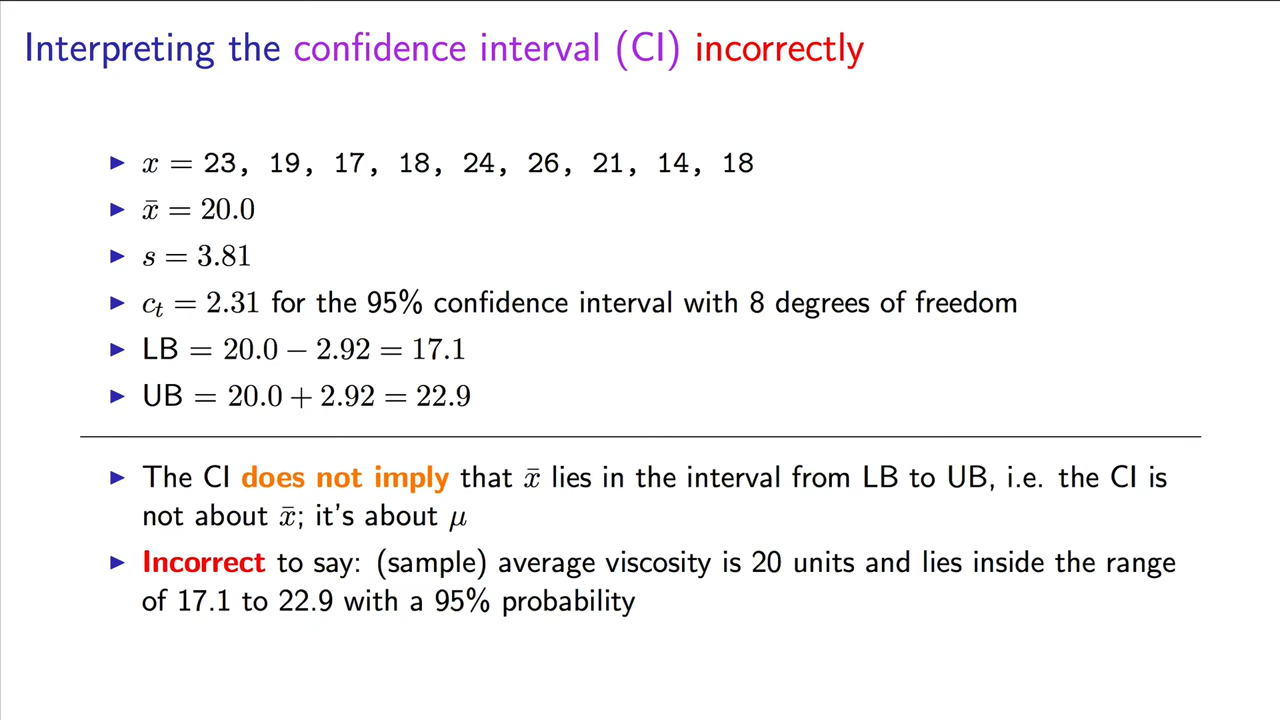 Interpreting the confidence interval (CI) incorrectly
▶ x = 23, 19, 17, 18, 24, 26, 21, 14, 18
▶ x̄ = 20.0
▶ s = 3.81
▶ cₜ = 2.31 for the 95% confidence interval with 8 degrees of freedom
▶ LB = 20.0 − 2.92 = 17.1
▶ UB = 20.0 + 2.92 = 22.9
▶ The CI does not imply that x̄ lies in the interval from LB to UB, i.e. the CI is
not about x̄; it's about μ
▶ Incorrect to say: (sample) average viscosity is 20 units and lies inside the range
of 17.1 to 22.9 with a 95% probability